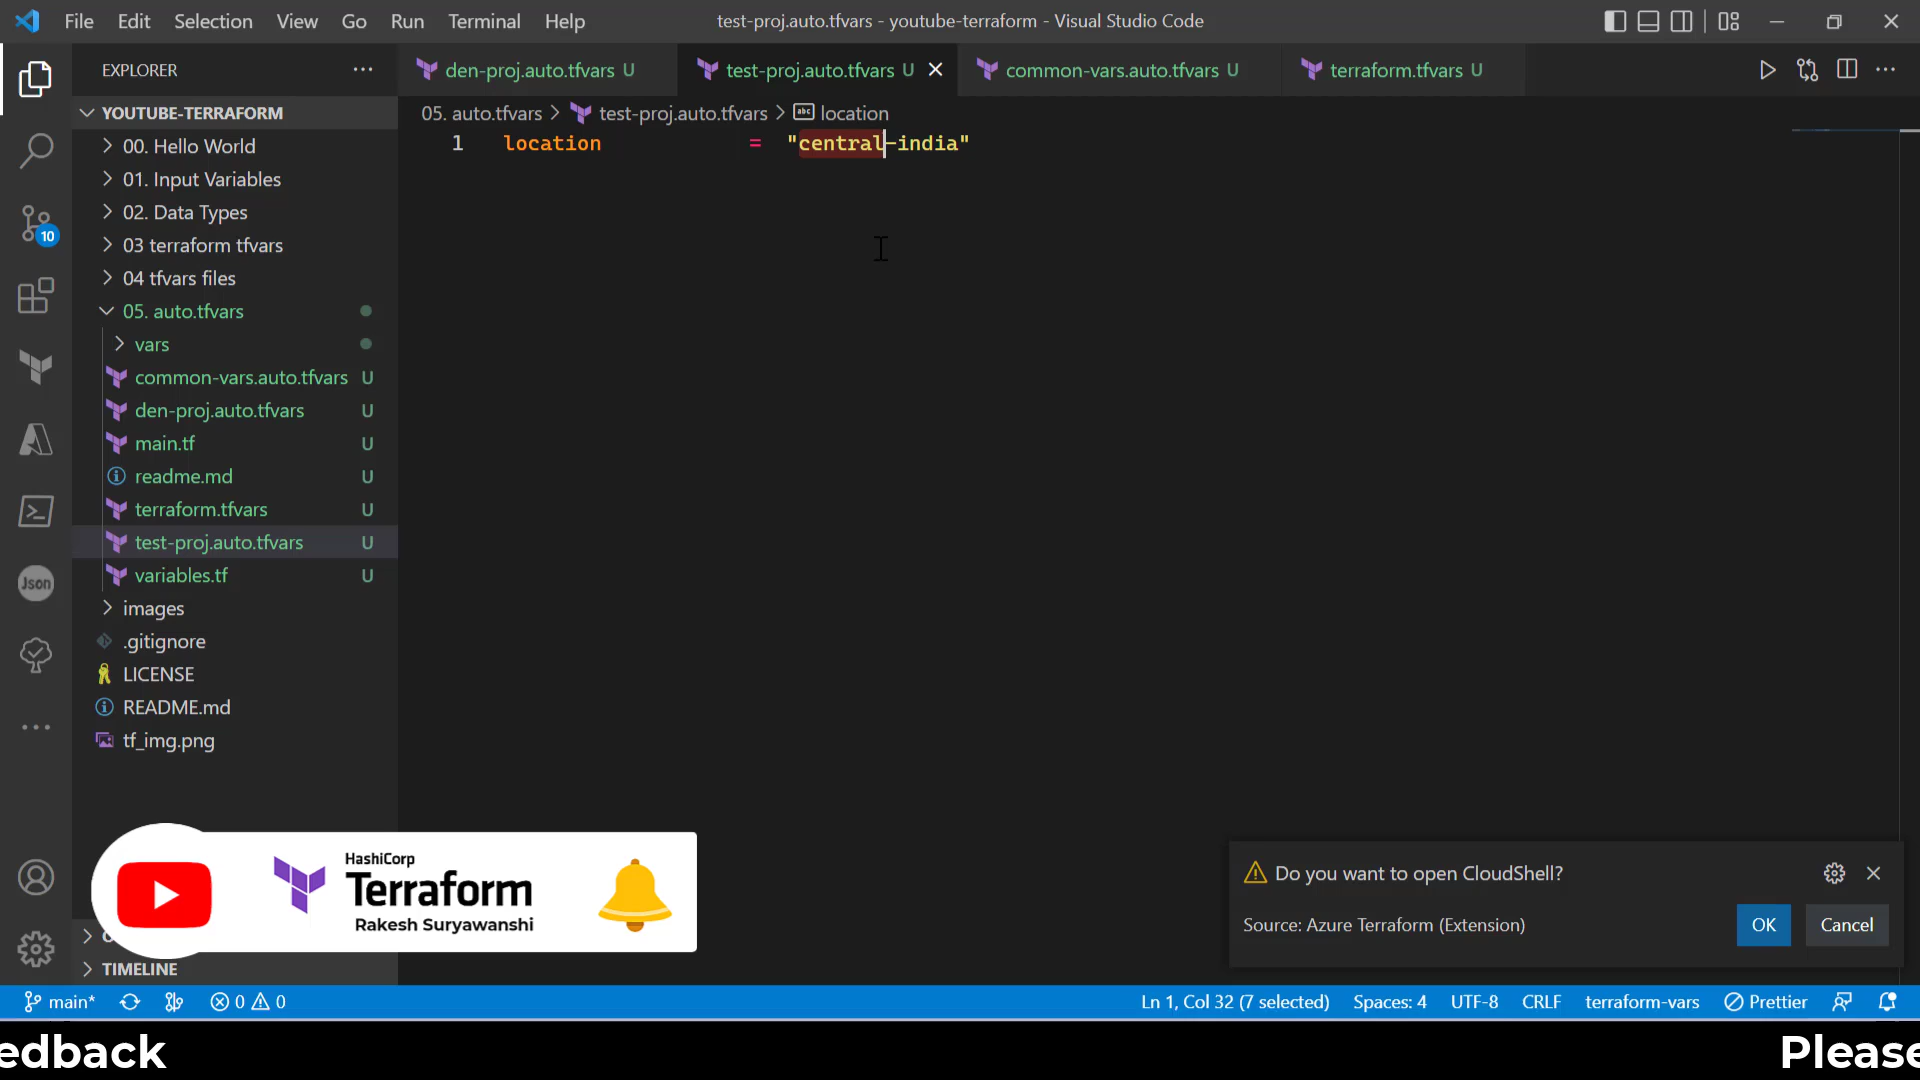 File Edit Selection View Go Run Terminal Help
test-proj.auto.tfvars - youtube-terraform - Visual Studio Code
EXPLORER
den-proj.auto.tfvars U
test-proj.auto.tfvars U
common-vars.auto.tfvars U
terraform.tfvars U
YOUTUBE-TERRAFORM
05. auto.tfvars > test-proj.auto.tfvars > abc location
1 location = "central-india"
00. Hello World
01. Input Variables
02. Data Types
03 terraform tfvars
04 tfvars files
05. auto.tfvars
vars
common-vars.auto.tfvars U
den-proj.auto.tfvars U
main.tf U
readme.md U
terraform.tfvars U
test-proj.auto.tfvars U
variables.tf U
images
.gitignore
LICENSE
README.md
tf_img.png
10
Json
HashiCorp
Terraform
Rakesh Suryawanshi
Do you want to open CloudShell?
Source: Azure Terraform (Extension)
OK
Cancel
TIMELINE
main* 0 0
Ln 1, Col 32 (7 selected) Spaces: 4 UTF-8 CRLF terraform-vars Prettier
edback
Please